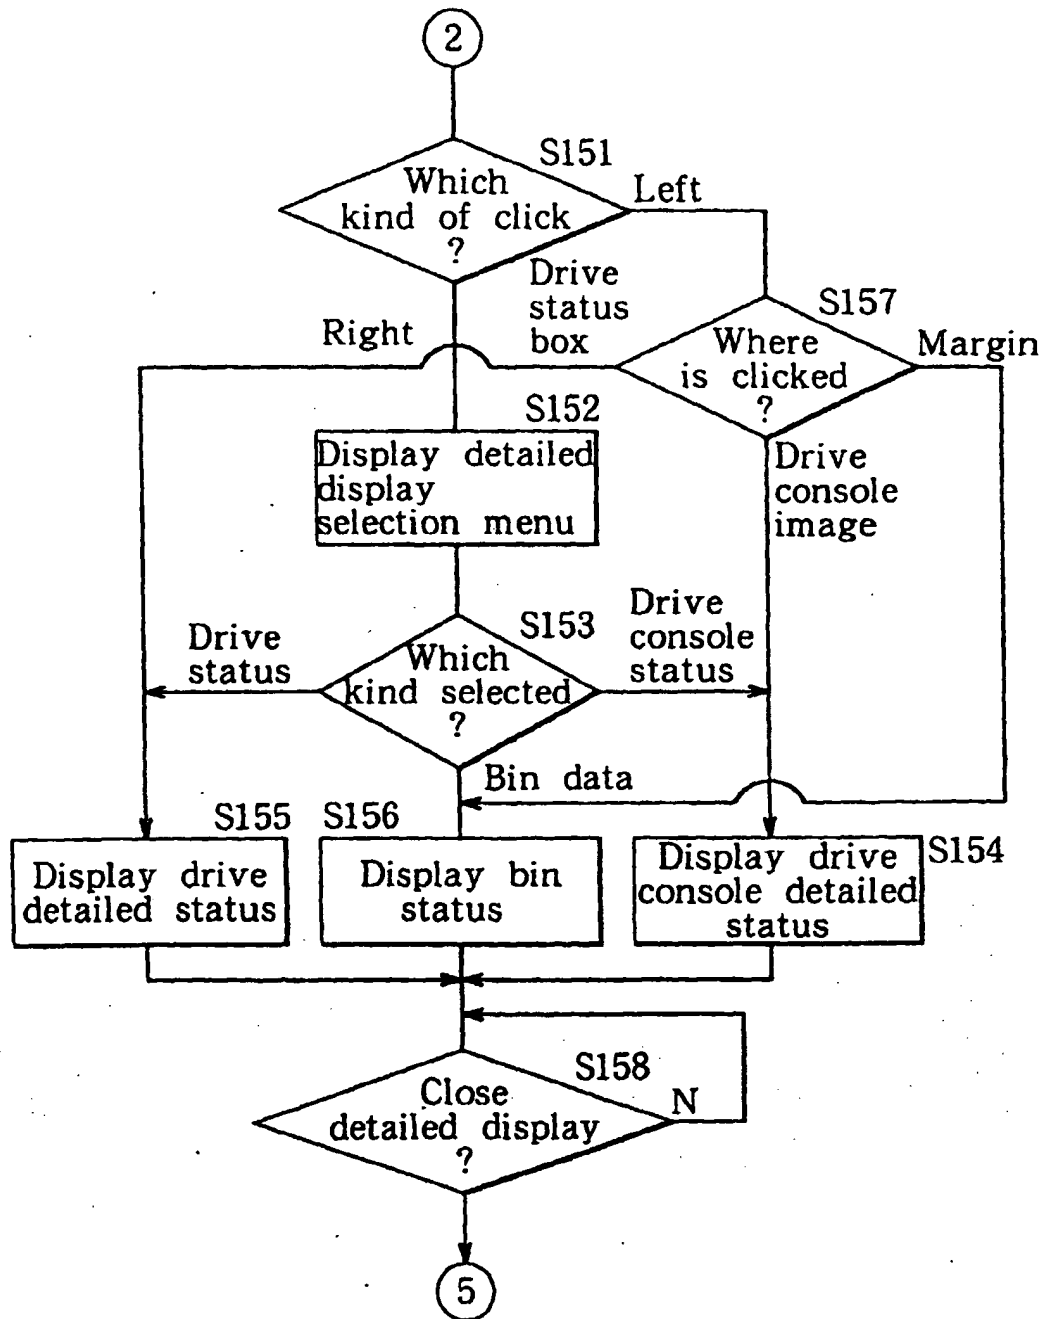 2
S151
Which
kind of click
?
Left
Drive
status
box
Right
S157
Where
is clicked
?
Margin
S152
Display detailed
display
selection menu
Drive
console
image
S153
Which
kind selected
?
Drive
status
Drive
console
status
Bin data
S155
Display drive
detailed status
S156
Display bin
status
S154
Display drive
console detailed
status
S158
Close
detailed display
?
N
5